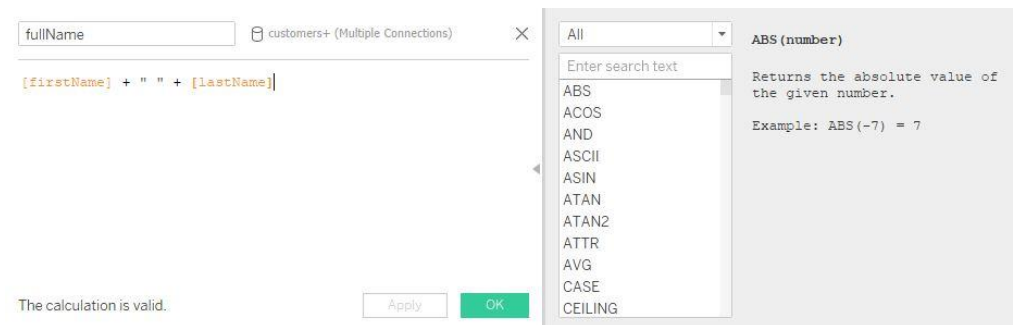 fullName
customers+ (Multiple Connections)
[firstName] + " " + [lastName]
The calculation is valid.
Apply
OK
All
Enter search text
ABS
ACOS
AND
ASCII
ASIN
ATAN
ATAN2
ATTR
AVG
CASE
CEILING
ABS(number)
Returns the absolute value of
the given number.
Example: ABS(-7) = 7